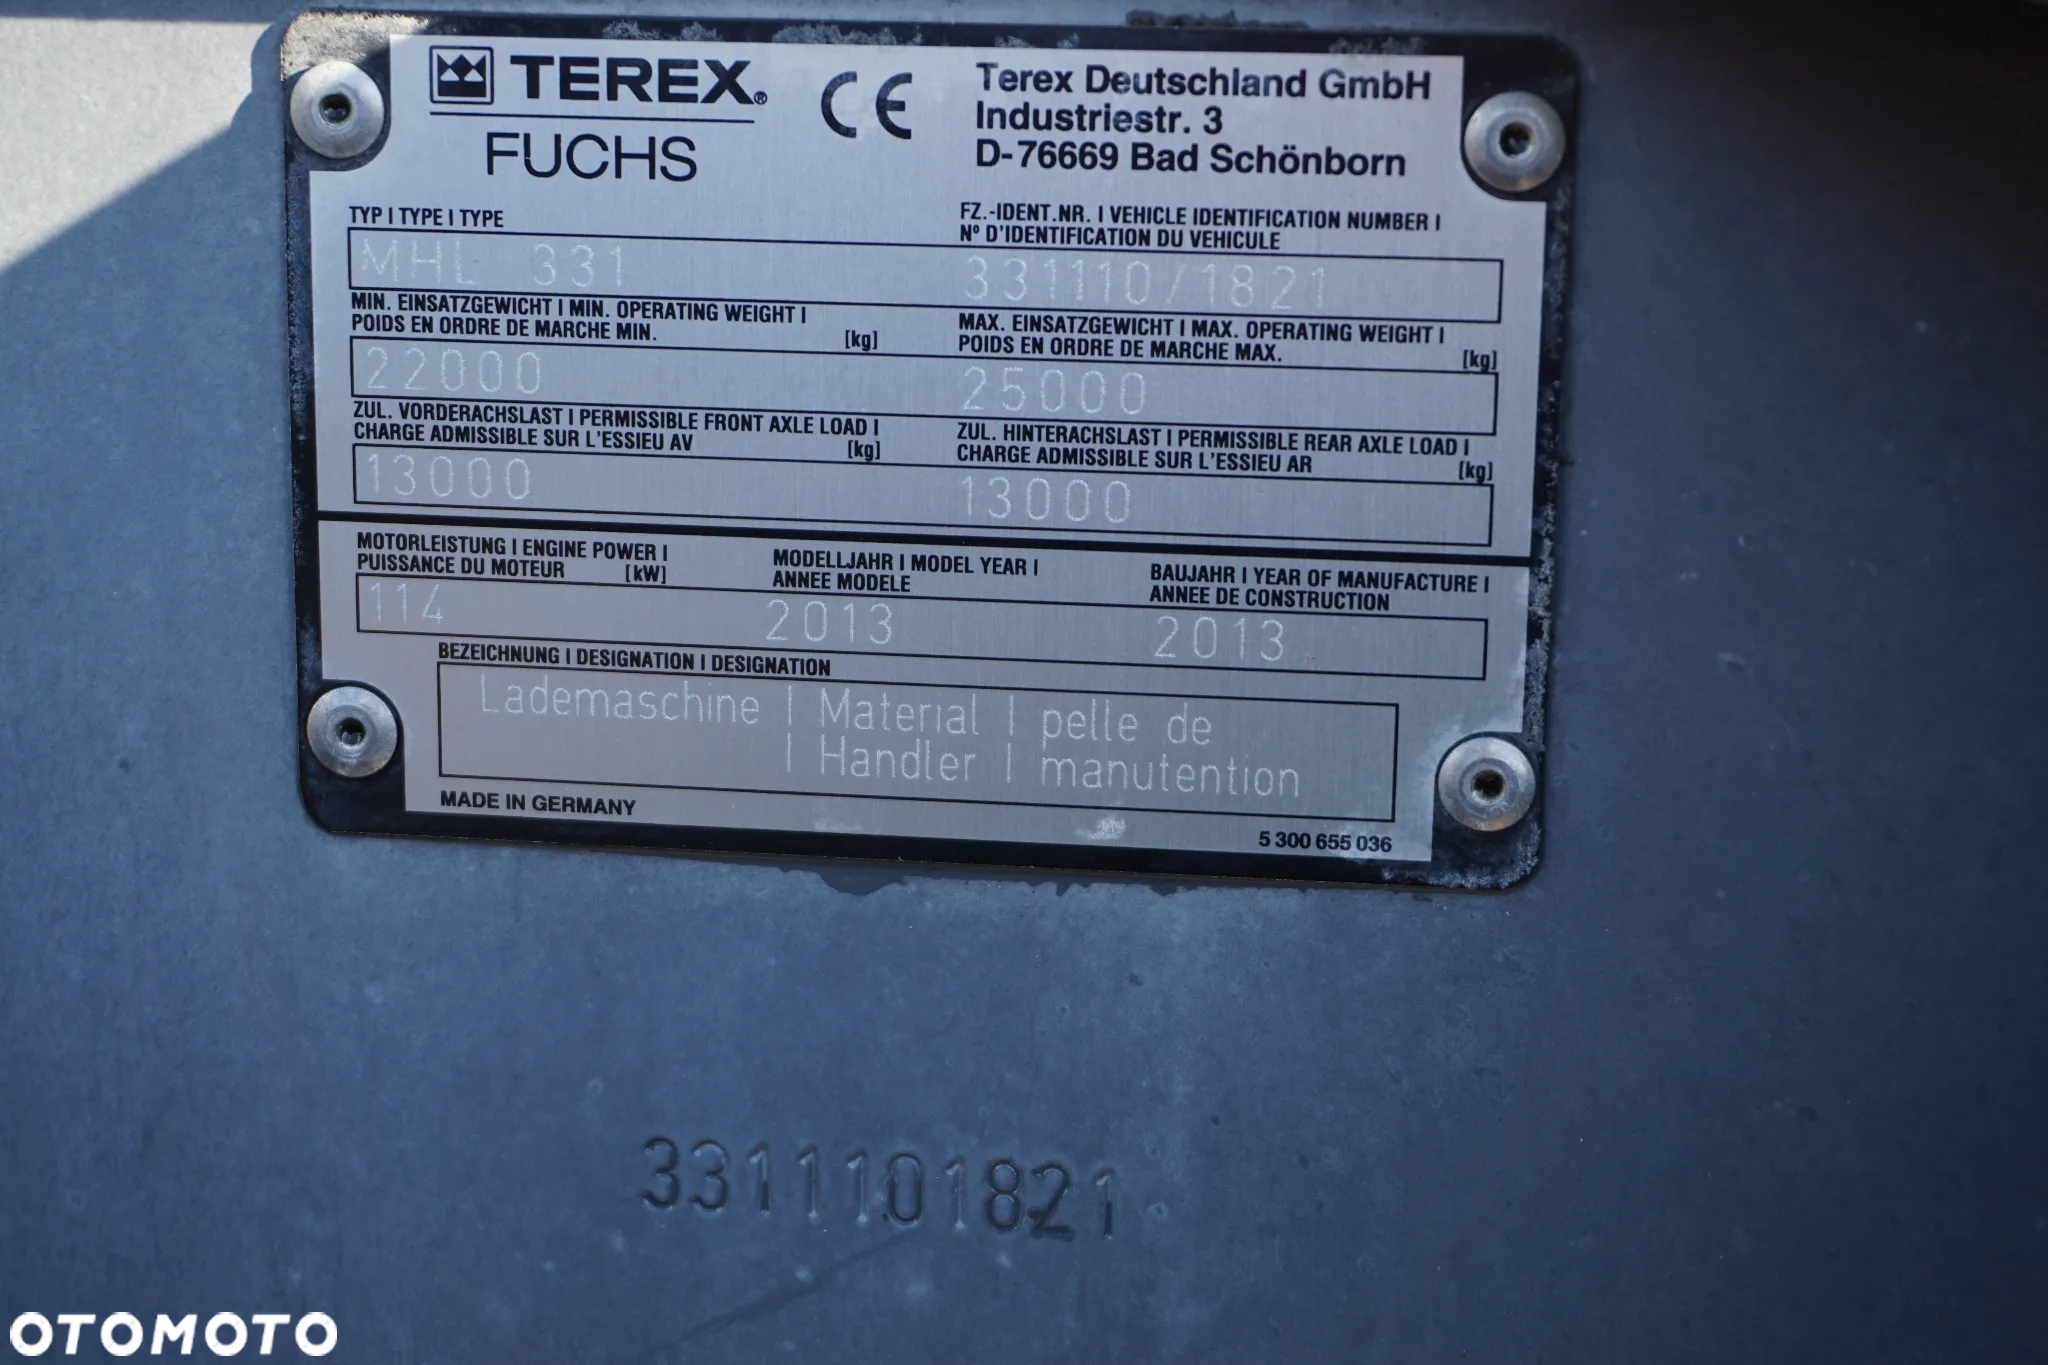 TEREX®
FUCHS
CE
Terex Deutschland GmbH
Industriestr. 3
D-76669 Bad Schönborn
TYP I TYPE I TYPE
MHL 331
FZ.-IDENT.NR. I VEHICLE IDENTIFICATION NUMBER I
Nº D'IDENTIFICATION DU VEHICULE
331110/1821
MIN. EINSATZGEWICHT I MIN. OPERATING WEIGHT I
POIDS EN ORDRE DE MARCHE MIN. [kg]
22000
MAX. EINSATZGEWICHT I MAX. OPERATING WEIGHT I
POIDS EN ORDRE DE MARCHE MAX. [kg]
25000
ZUL. VORDERACHSLAST I PERMISSIBLE FRONT AXLE LOAD I
CHARGE ADMISSIBLE SUR L'ESSIEU AV [kg]
13000
ZUL. HINTERACHSLAST I PERMISSIBLE REAR AXLE LOAD I
CHARGE ADMISSIBLE SUR L'ESSIEU AR [kg]
13000
MOTORLEISTUNG I ENGINE POWER I
PUISSANCE DU MOTEUR [kW]
114
MODELLJAHR I MODEL YEAR I
ANNEE MODELE
2013
BAUJAHR I YEAR OF MANUFACTURE I
ANNEE DE CONSTRUCTION
2013
BEZEICHNUNG I DESIGNATION I DESIGNATION
Lademaschine | Material | pelle de
| Handler | manutention
MADE IN GERMANY
5 300 655 036
3311101821
OTOMOTO